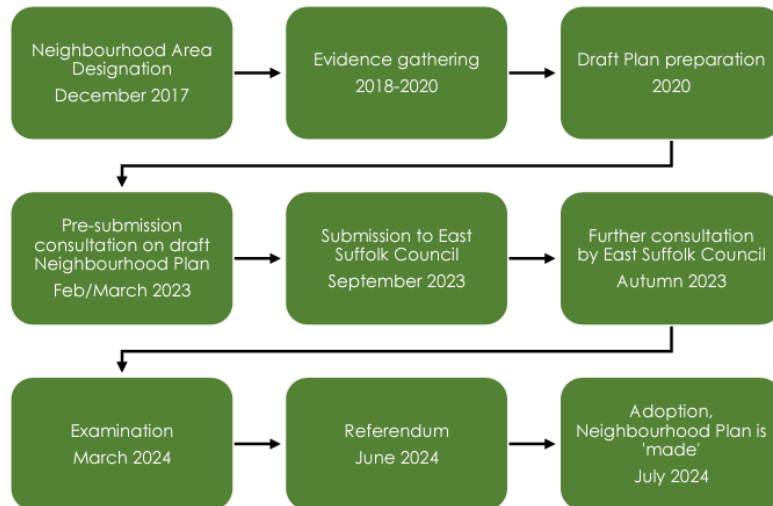 Neighbourhood Area
Designation
December 2017
Evidence gathering
2018-2020
Draft Plan preparation
2020
Pre-submission
consultation on draft
Neighbourhood Plan
Feb/March 2023
Submission to East
Suffolk Council
September 2023
Further consultation
by East Suffolk Council
Autumn 2023
Examination
March 2024
Referendum
June 2024
Adoption,
Neighbourhood Plan is
'made'
July 2024